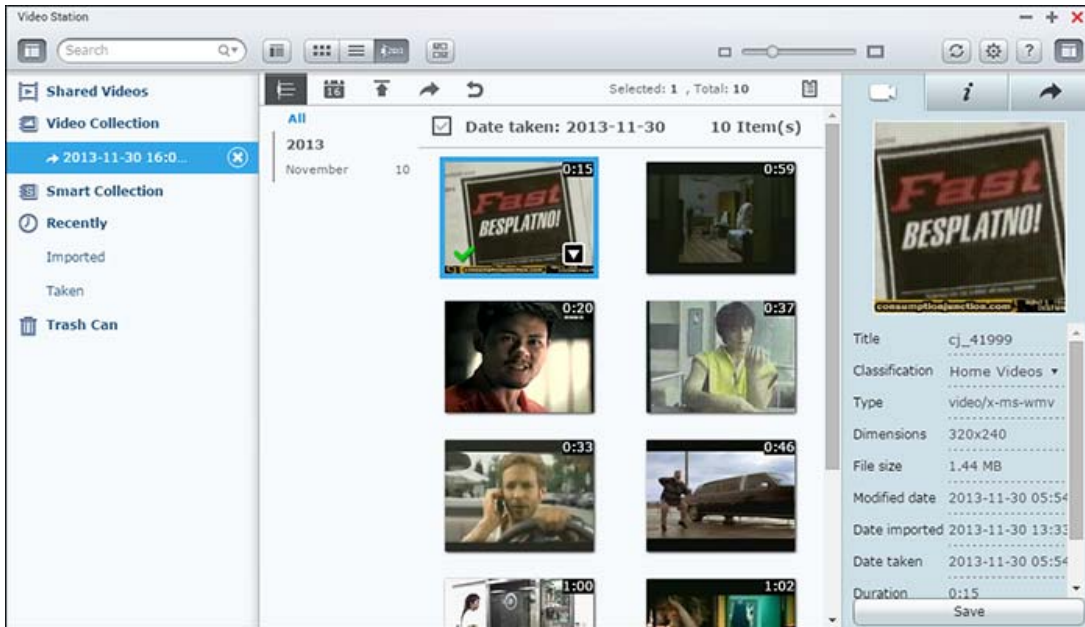 Video Station
Search
Shared Videos
Video Collection
2013-11-30 16:0...
Smart Collection
Recently
Imported
Taken
Trash Can
16
Selected: 1 , Total: 10
All
2013
November 10
Date taken: 2013-11-30 10 Item(s)
0:15
Fast
BESPLATNO!
consumptionjunction.com
0:59
0:20
0:37
0:33
0:46
1:00
1:02
i
Fast
BESPLATNO!
consumptionjunction.com
Title cj_41999
Classification Home Videos
Type video/x-ms-wmv
Dimensions 320x240
File size 1.44 MB
Modified date 2013-11-30 05:54
Date imported 2013-11-30 13:33
Date taken 2013-11-30 05:54
Duration 0:15
Save